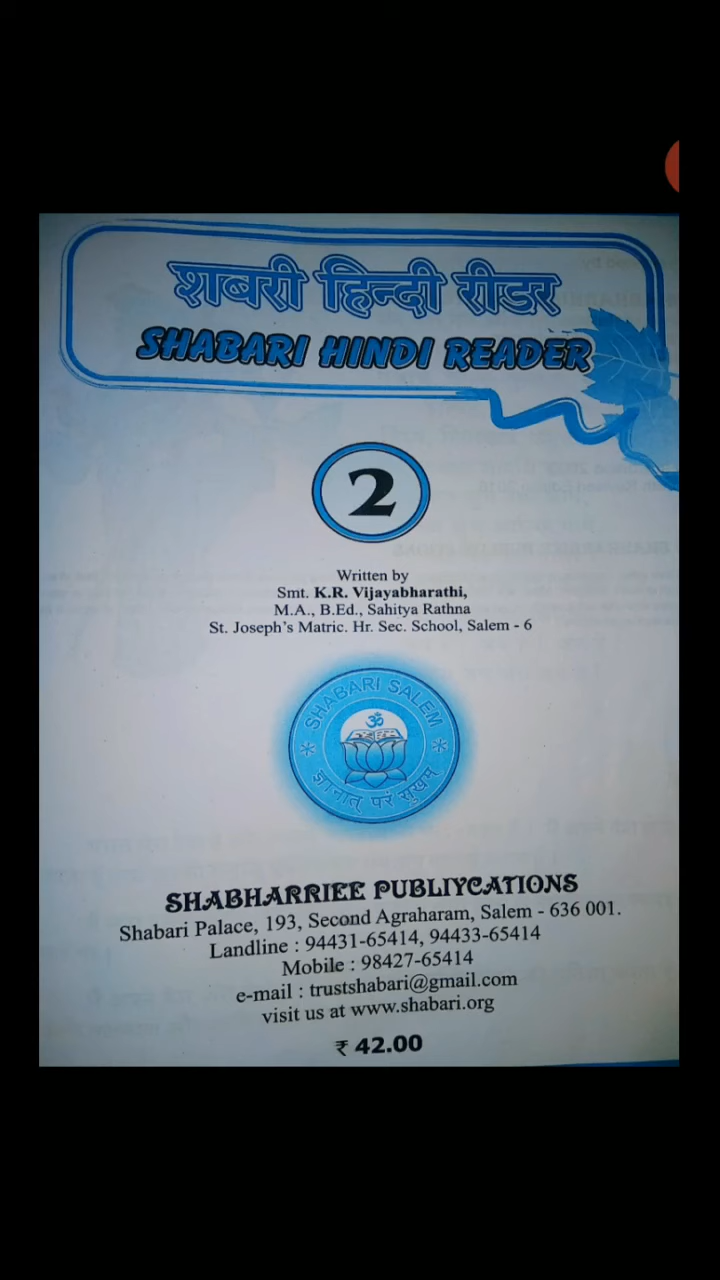 शबरी हिन्दी रीडर
SHABARI HINDI READER
2
Written by
Smt. K.R. Vijayabharathi,
M.A., B.Ed., Sahitya Rathna
St. Joseph's Matric. Hr. Sec. School, Salem - 6
SHABARI SALEM
ॐ
ज्ञानात् परं सुखम
SHABHARRIEE PUBLIYCATIONS
Shabari Palace, 193, Second Agraharam, Salem - 636 001.
Landline : 94431-65414, 94433-65414
Mobile : 98427-65414
e-mail : trustshabari@gmail.com
visit us at www.shabari.org
₹ 42.00